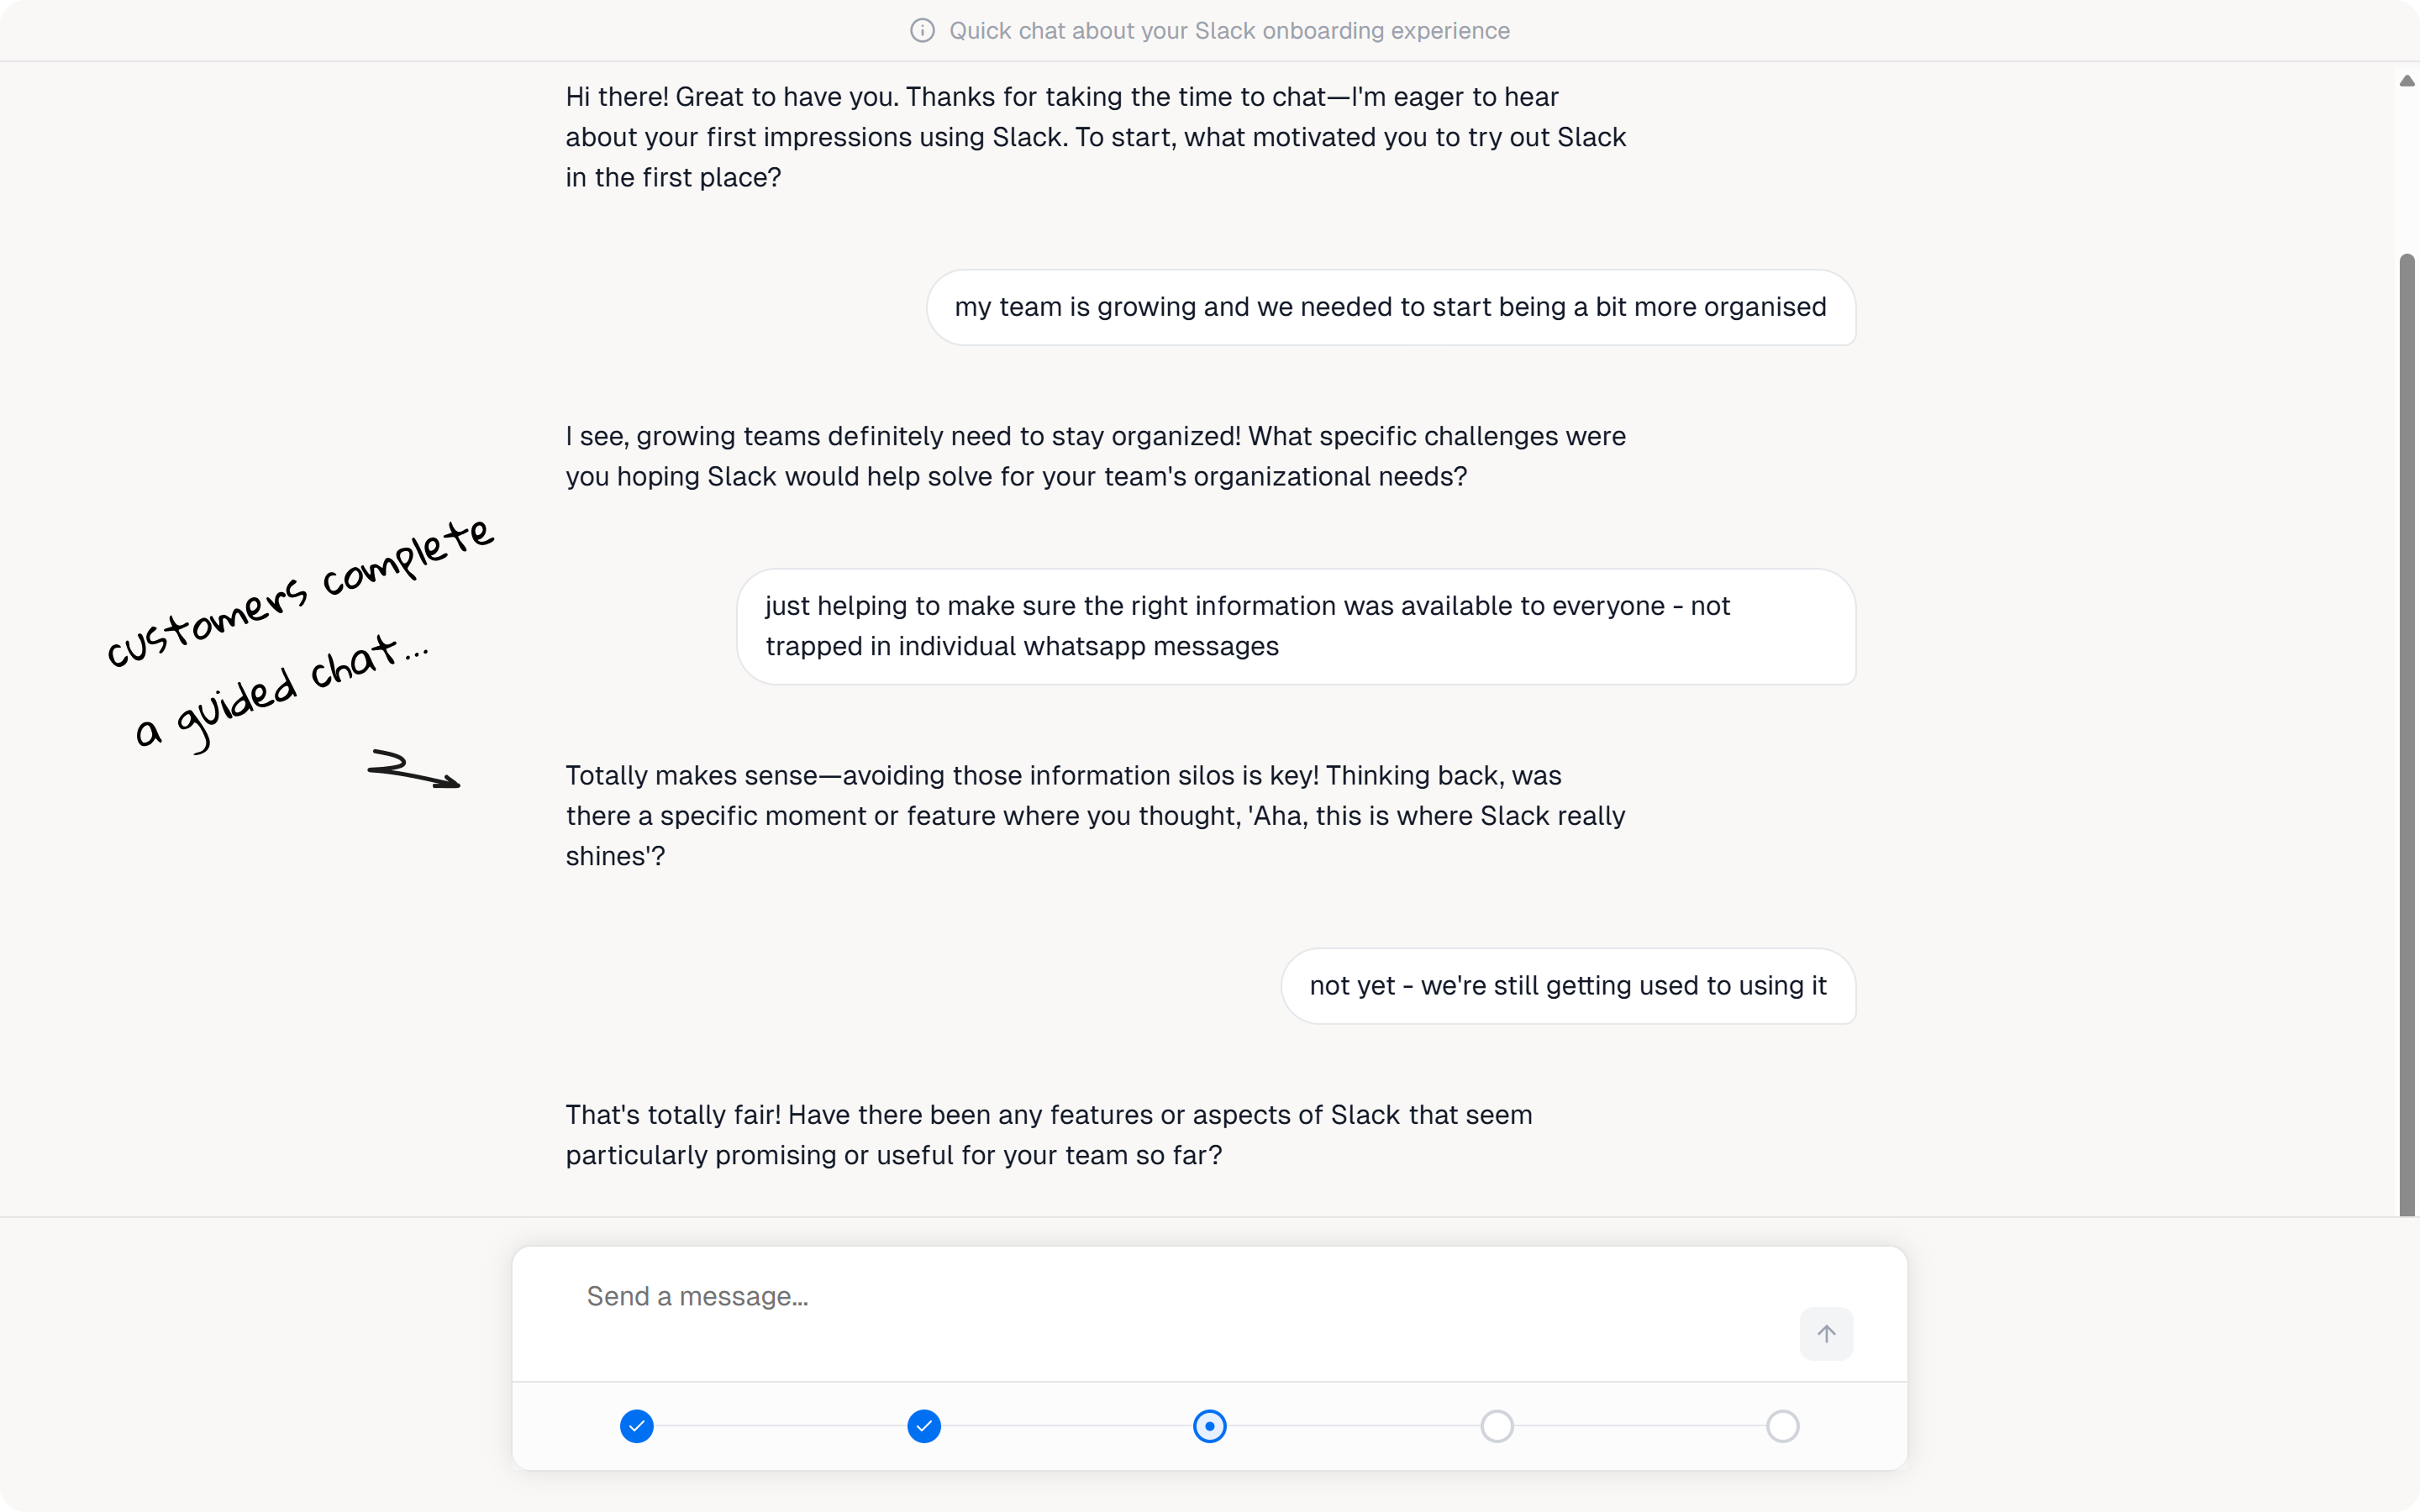 Quick chat about your Slack onboarding experience
Hi there! Great to have you. Thanks for taking the time to chat—I'm eager to hear
about your first impressions using Slack. To start, what motivated you to try out Slack
in the first place?
my team is growing and we needed to start being a bit more organised
I see, growing teams definitely need to stay organized! What specific challenges were
you hoping Slack would help solve for your team's organizational needs?
customers complete
a guided chat...
just helping to make sure the right information was available to everyone - not
trapped in individual whatsapp messages
Totally makes sense—avoiding those information silos is key! Thinking back, was
there a specific moment or feature where you thought, 'Aha, this is where Slack really
shines'?
not yet - we're still getting used to using it
That's totally fair! Have there been any features or aspects of Slack that seem
particularly promising or useful for your team so far?
Send a message...